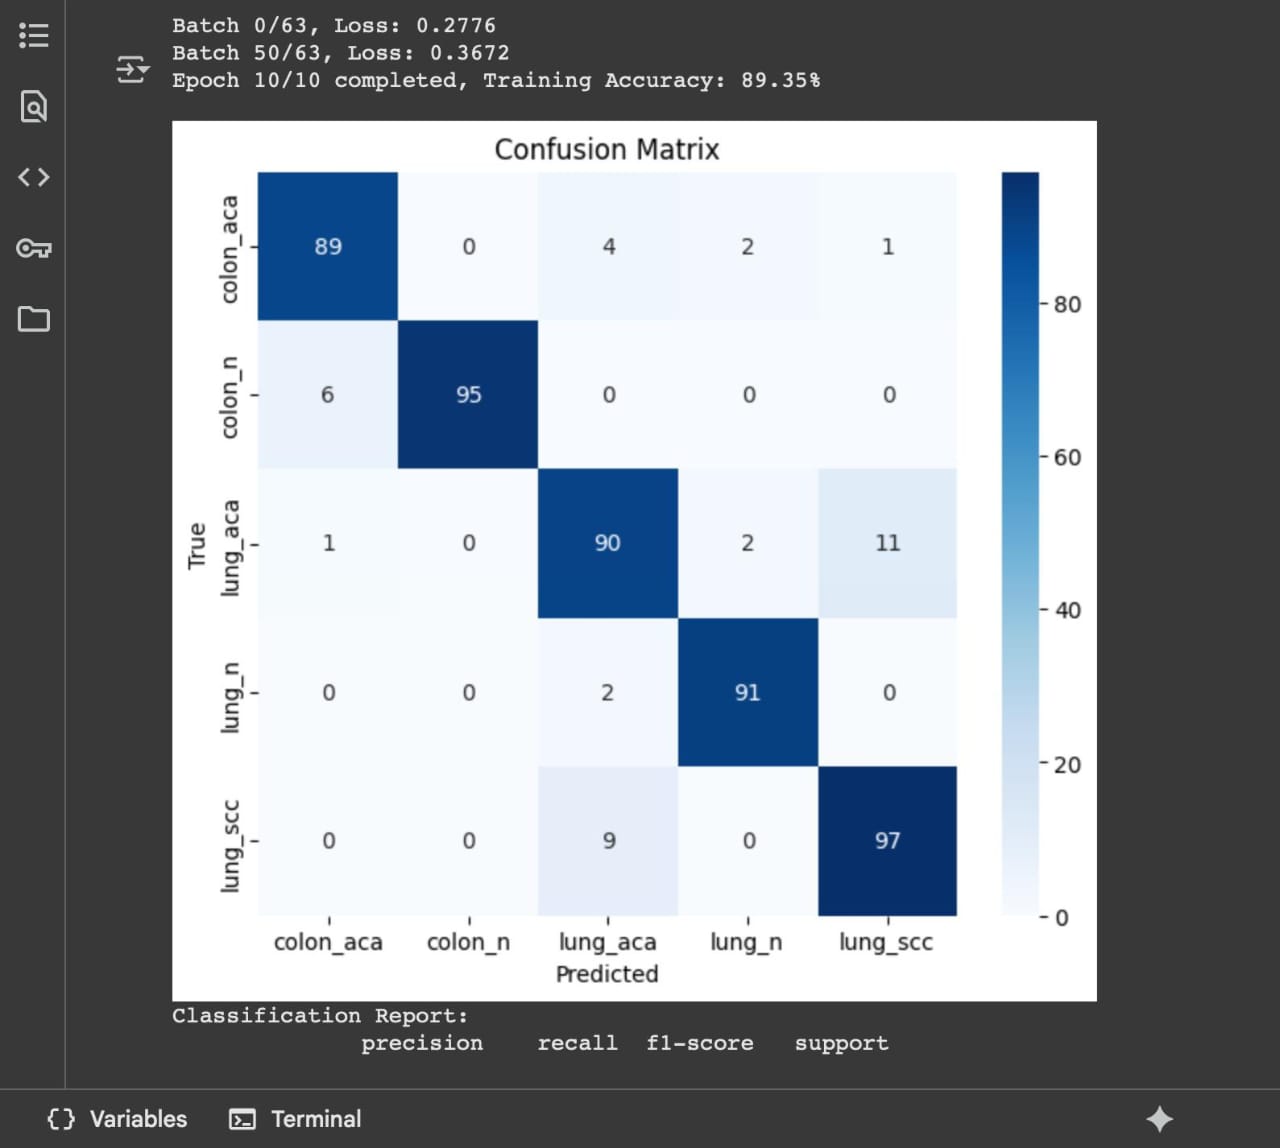 Batch 0/63, Loss: 0.2776
Batch 50/63, Loss: 0.3672
Epoch 10/10 completed, Training Accuracy: 89.35%
Confusion Matrix
True
colon_aca 89 0 4 2 1
colon_n 6 95 0 0 0
lung_aca 1 0 90 2 11
lung_n 0 0 2 91 0
lung_scc 0 0 9 0 97
colon_aca colon_n lung_aca lung_n lung_scc
Predicted
80
60
40
20
0
Classification Report:
precision recall f1-score support
{} Variables Terminal